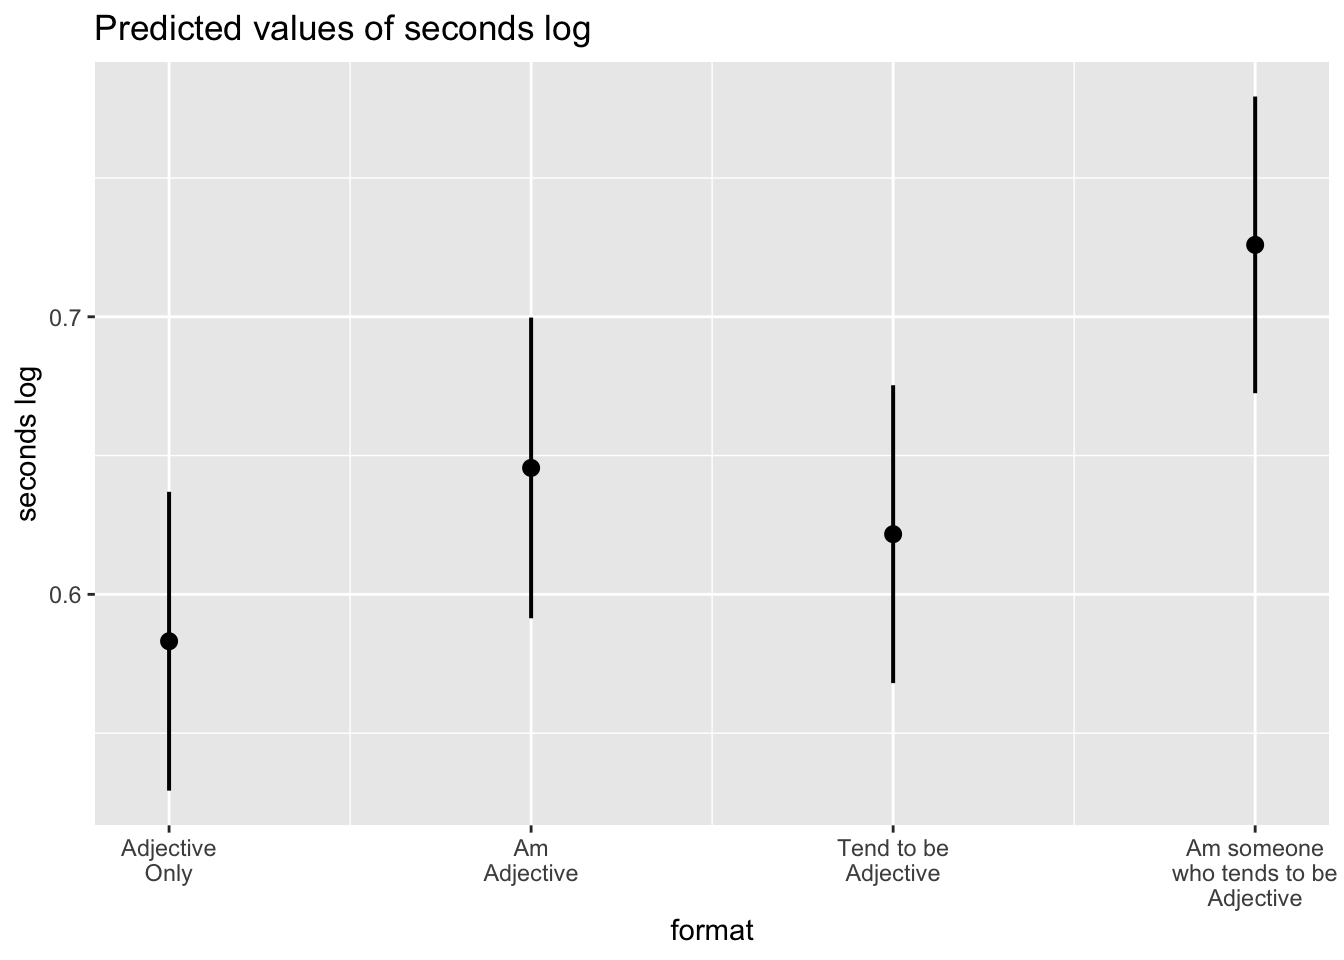 Predicted values of seconds log
seconds log
0.7
0.6
Adjective
Only
Am
Adjective
Tend to be
Adjective
Am someone
who tends to be
Adjective
format